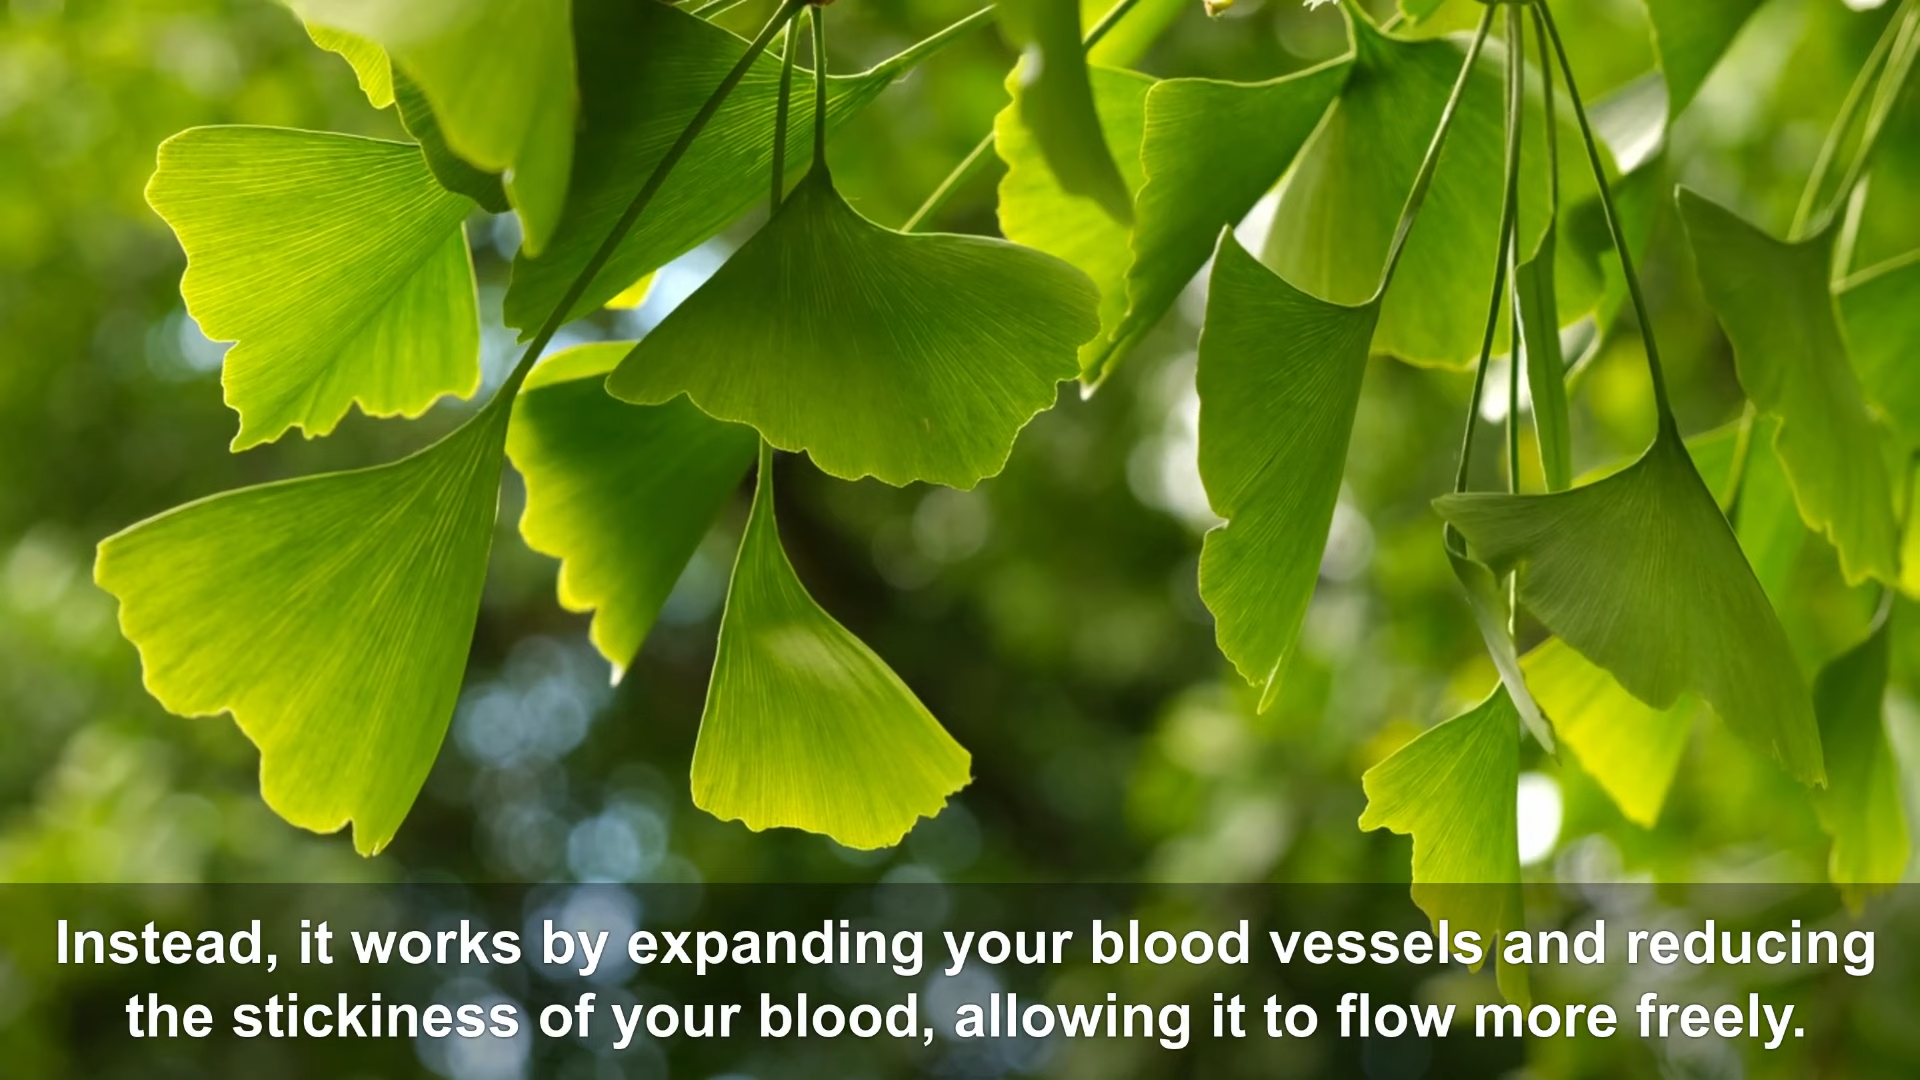 Instead, it works by expanding your blood vessels and reducing
the stickiness of your blood, allowing it to flow more freely.